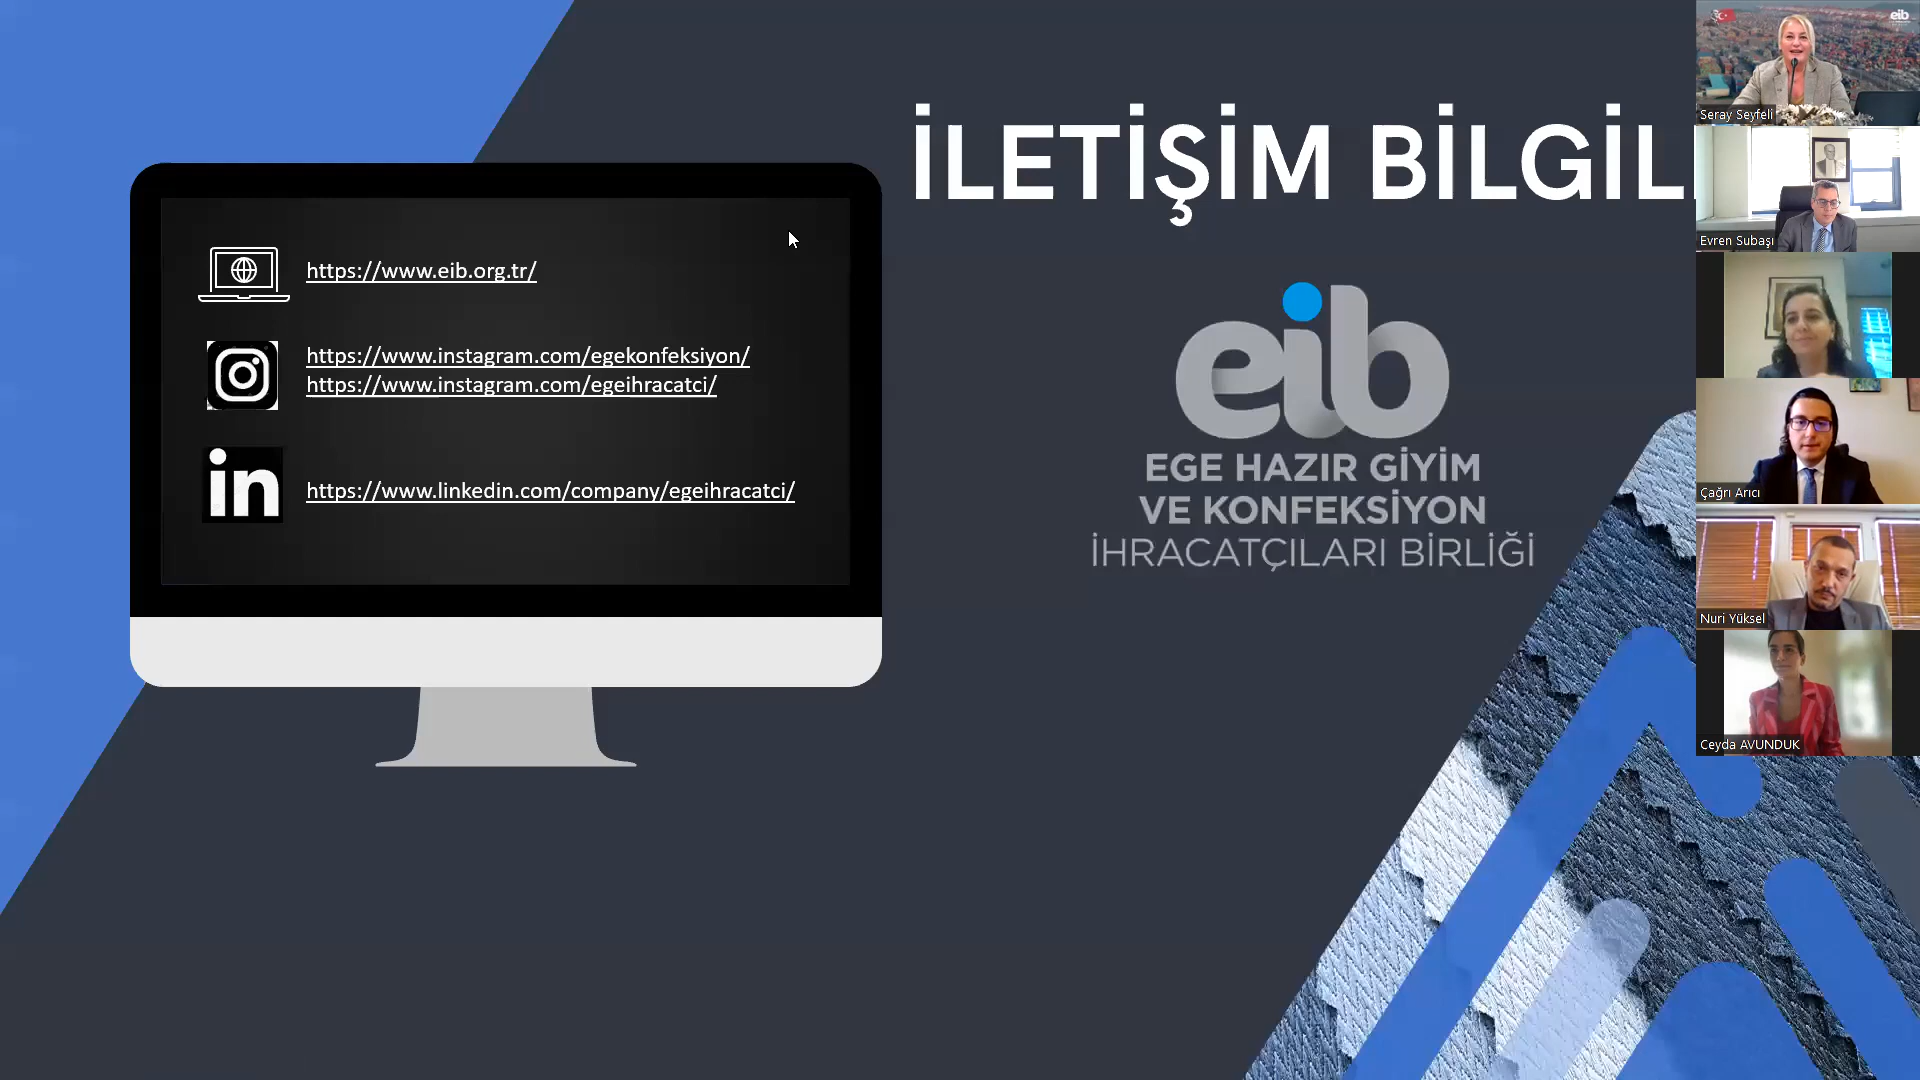 İLETİŞİM BİLGİL
https://www.eib.org.tr/
https://www.instagram.com/egekonfeksiyon/
https://www.instagram.com/egeihracatci/
in
https://www.linkedin.com/company/egeihracatci/
eib
EGE HAZIR GİYİM
VE KONFEKSİYON
İHRACATÇILARI BİRLİĞİ
eib
Seray Seyfeli
Evren Subaşı
Çağrı Arıcı
Nuri Yüksel
Ceyda AVUNDUK